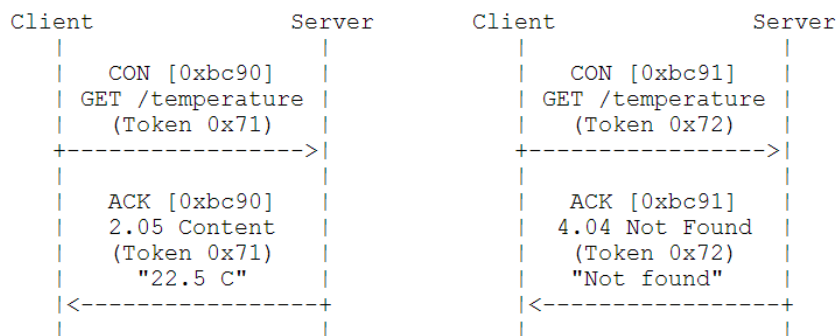 Client Server
CON [0xbc90]
GET /temperature
(Token 0x71)
ACK [0xbc90]
2.05 Content
(Token 0x71)
"22.5 C"
Client Server
CON [0xbc91]
GET /temperature
(Token 0x72)
ACK [0xbc91]
4.04 Not Found
(Token 0x72)
"Not found"